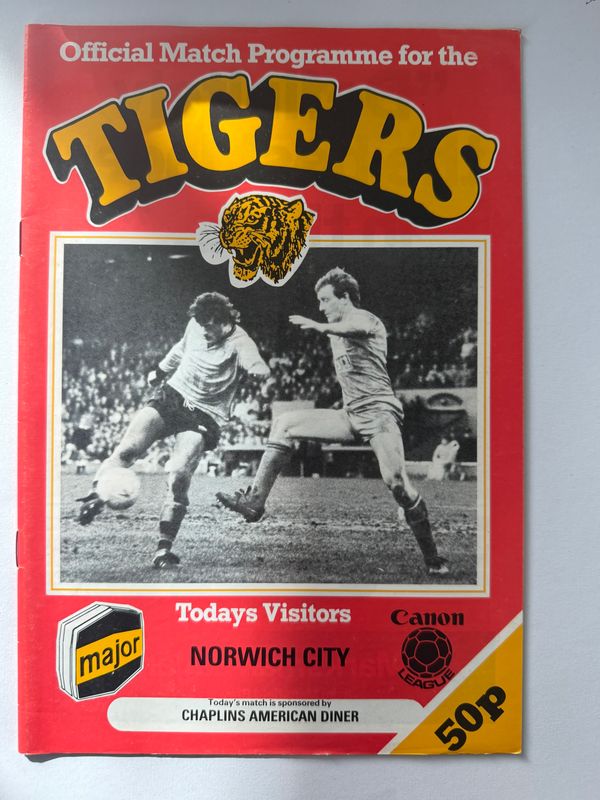 Official Match Programme for the
TIGERS
Todays Visitors
NORWICH CITY
major
Canon
LEAGUE
Today's match is sponsored by
CHAPLINS AMERICAN DINER
50p